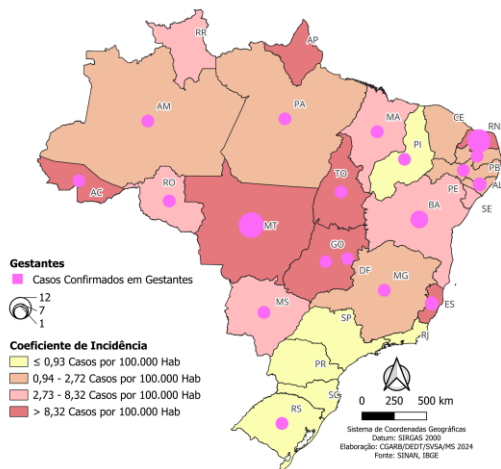 RR
AP
AM
PA
MA
CE
RN
PI
PB
PE
AL
SE
AC
RO
TO
BA
MT
GO
DF
MG
ES
MS
SP
RJ
PR
SC
RS
Gestantes
Casos Confirmados em Gestantes
12
7
1
Coeficiente de Incidência
≤ 0,93 Casos por 100.000 Hab
0,94 - 2,72 Casos por 100.000 Hab
2,73 - 8,32 Casos por 100.000 Hab
> 8,32 Casos por 100.000 Hab
0 250 500 km
Sistema de Coordenadas Geográficas
Datum: SIRGAS 2000
Elaboração: CGARB/DEDT/SVSA/MS 2024
Fonte: SINAN, IBGE